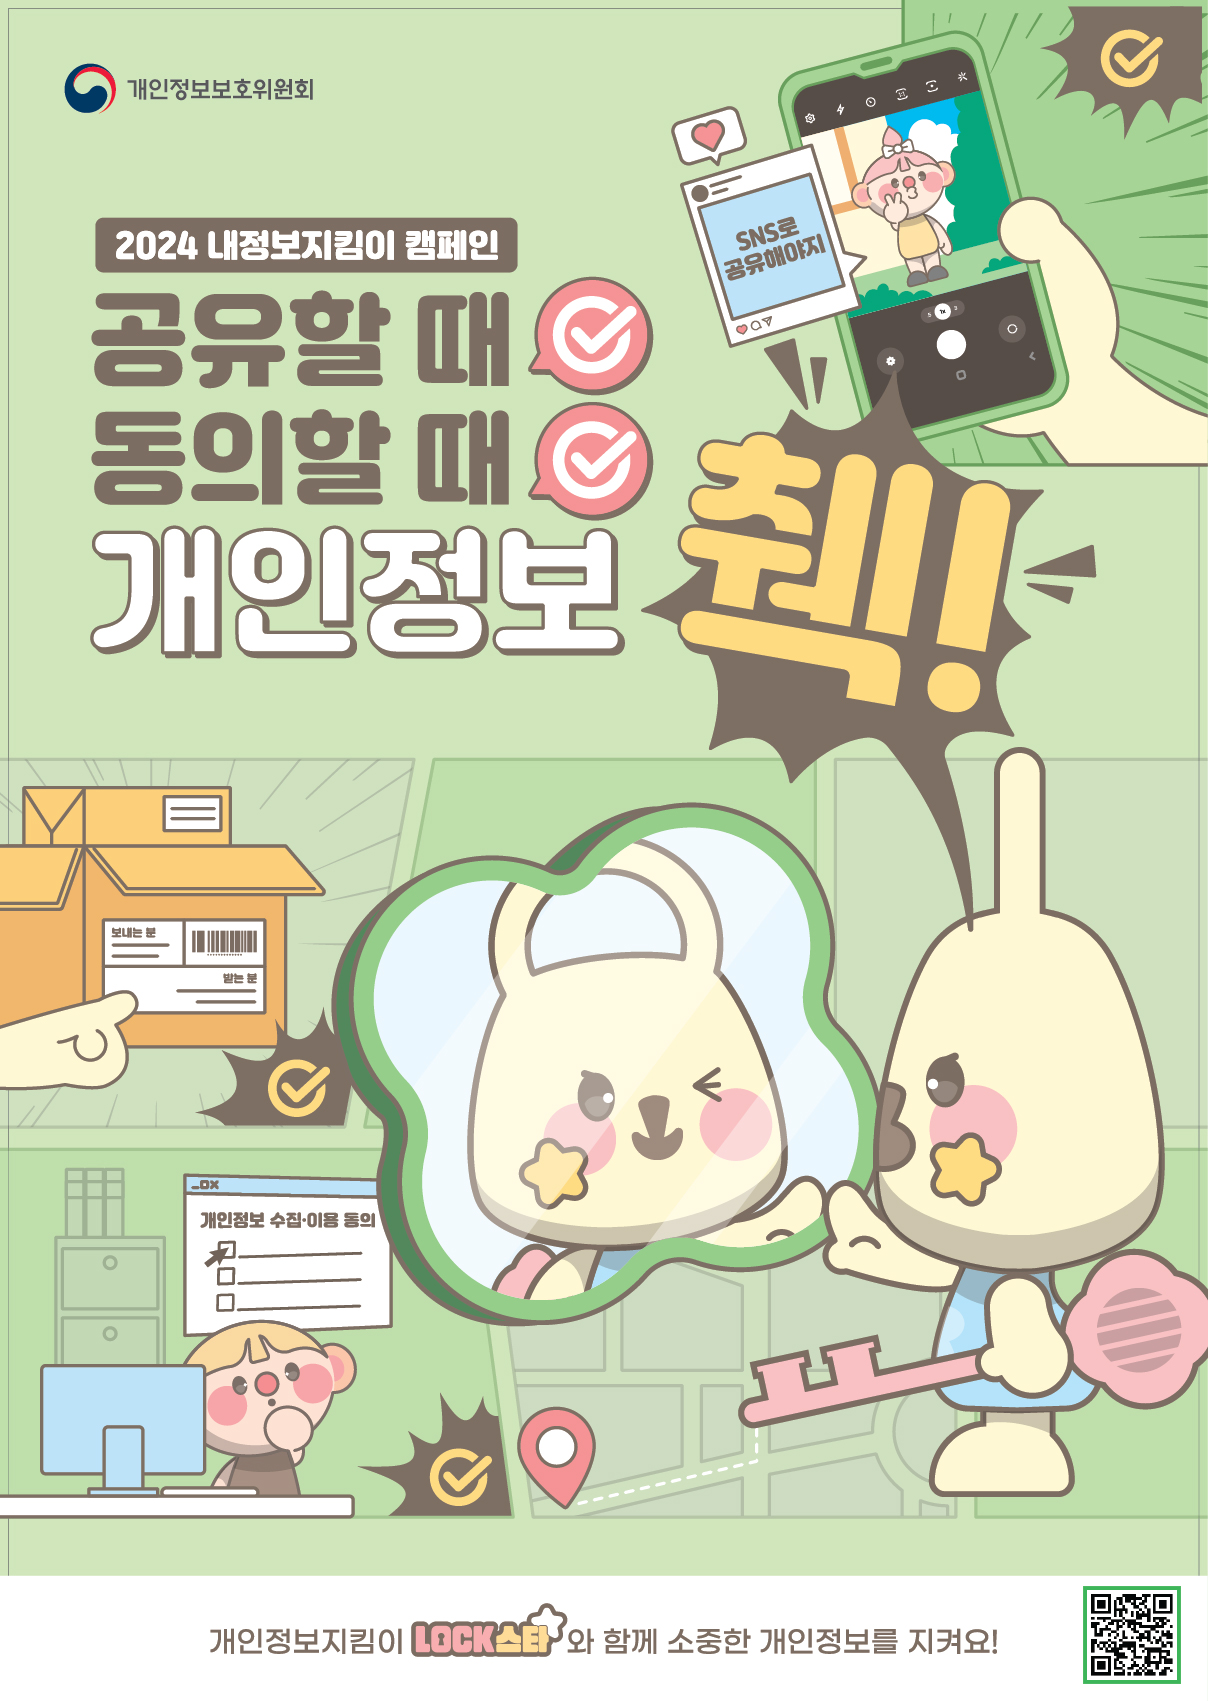 개인정보보호위원회
2024 내정보지킴이 캠페인
공유할 때
동의할 때
개인정보
췍!
SNS로
공유해야지
1x
보내는 분
받는 분
개인정보 수집·이용 동의
개인정보지킴이 LOCK스타와 함께 소중한 개인정보를 지켜요!